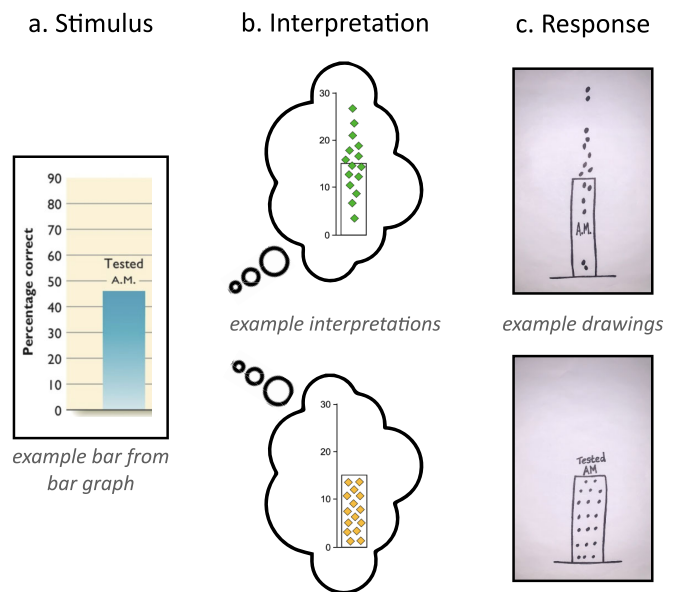 a. Stimulus
b. Interpretation
c. Response
90
80
70
60
50
40
30
20
10
0
Percentage correct
Tested
A.M.
example bar from
bar graph
30
20
10
0
example interpretations
30
20
10
0
A.M.
example drawings
Tested
AM